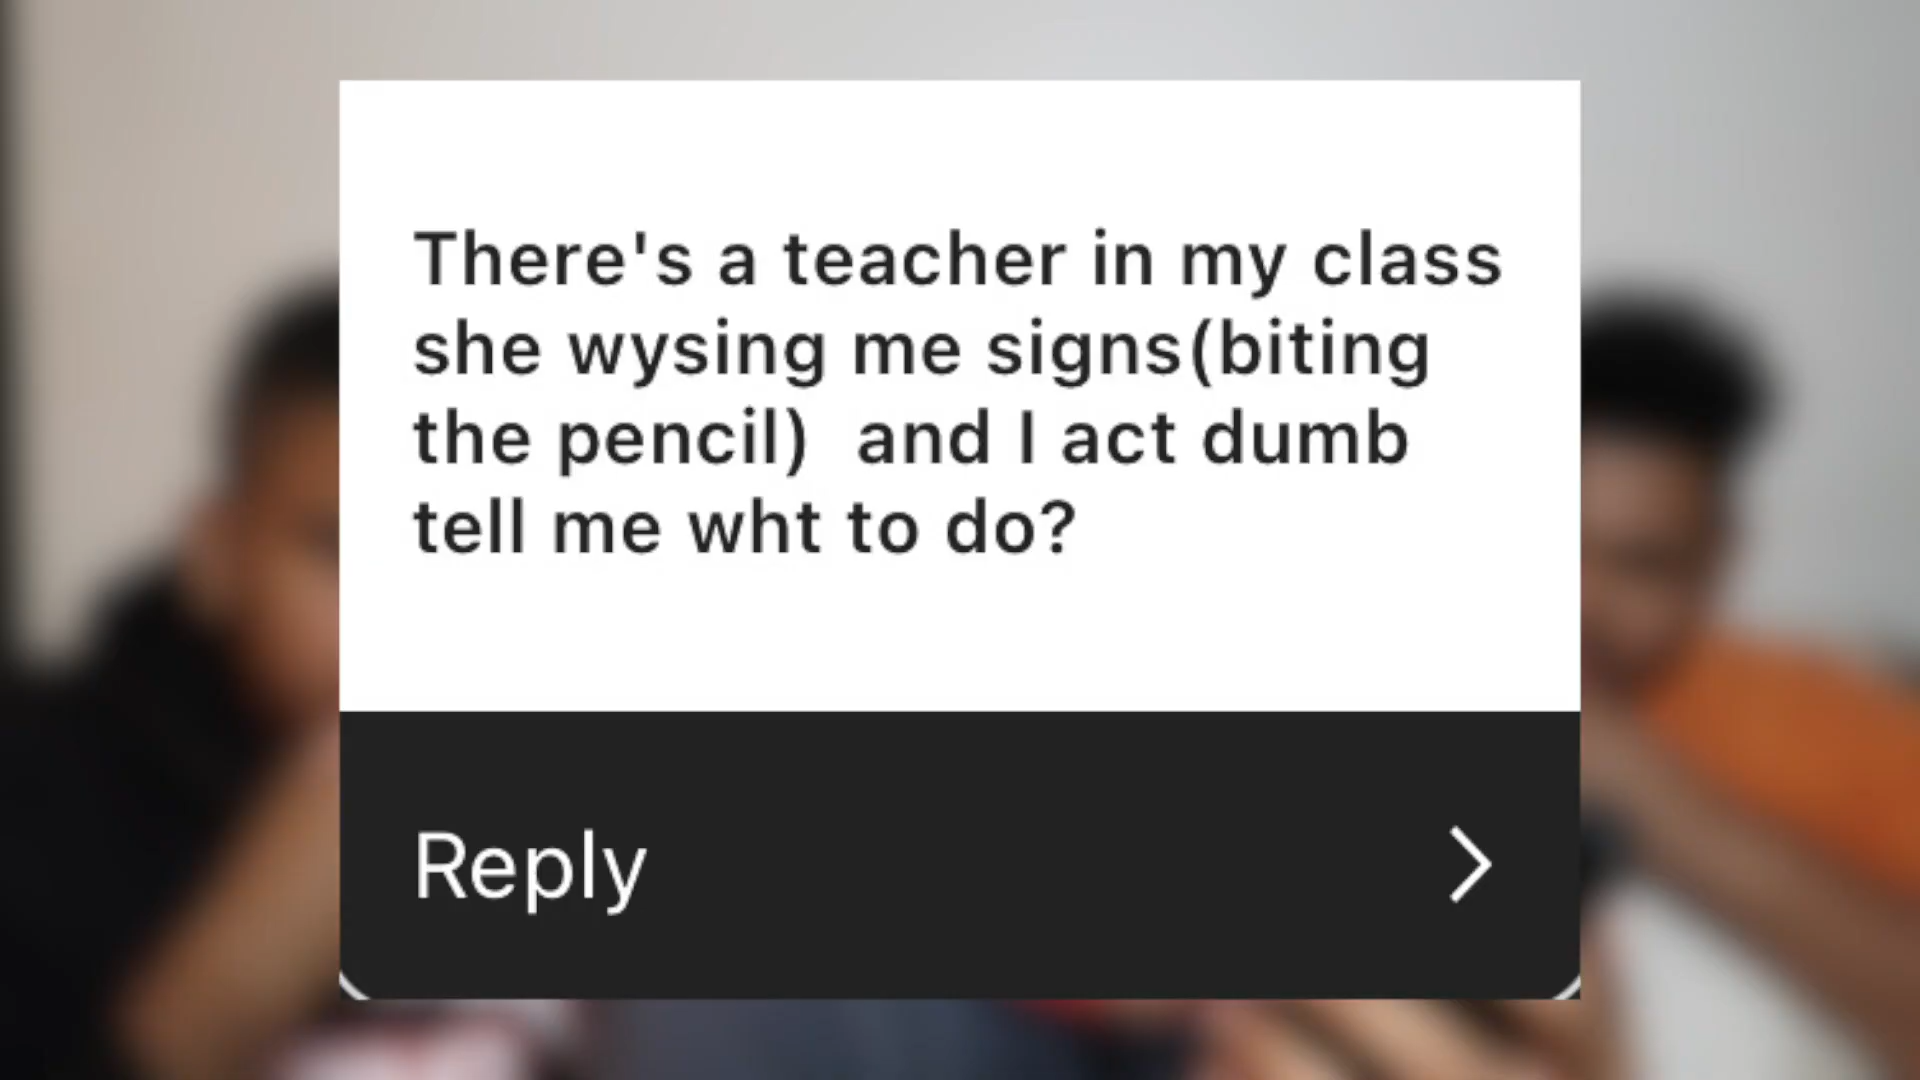 There's a teacher in my class
she wysing me signs(biting
the pencil)  and I act dumb
tell me wht to do?
Reply